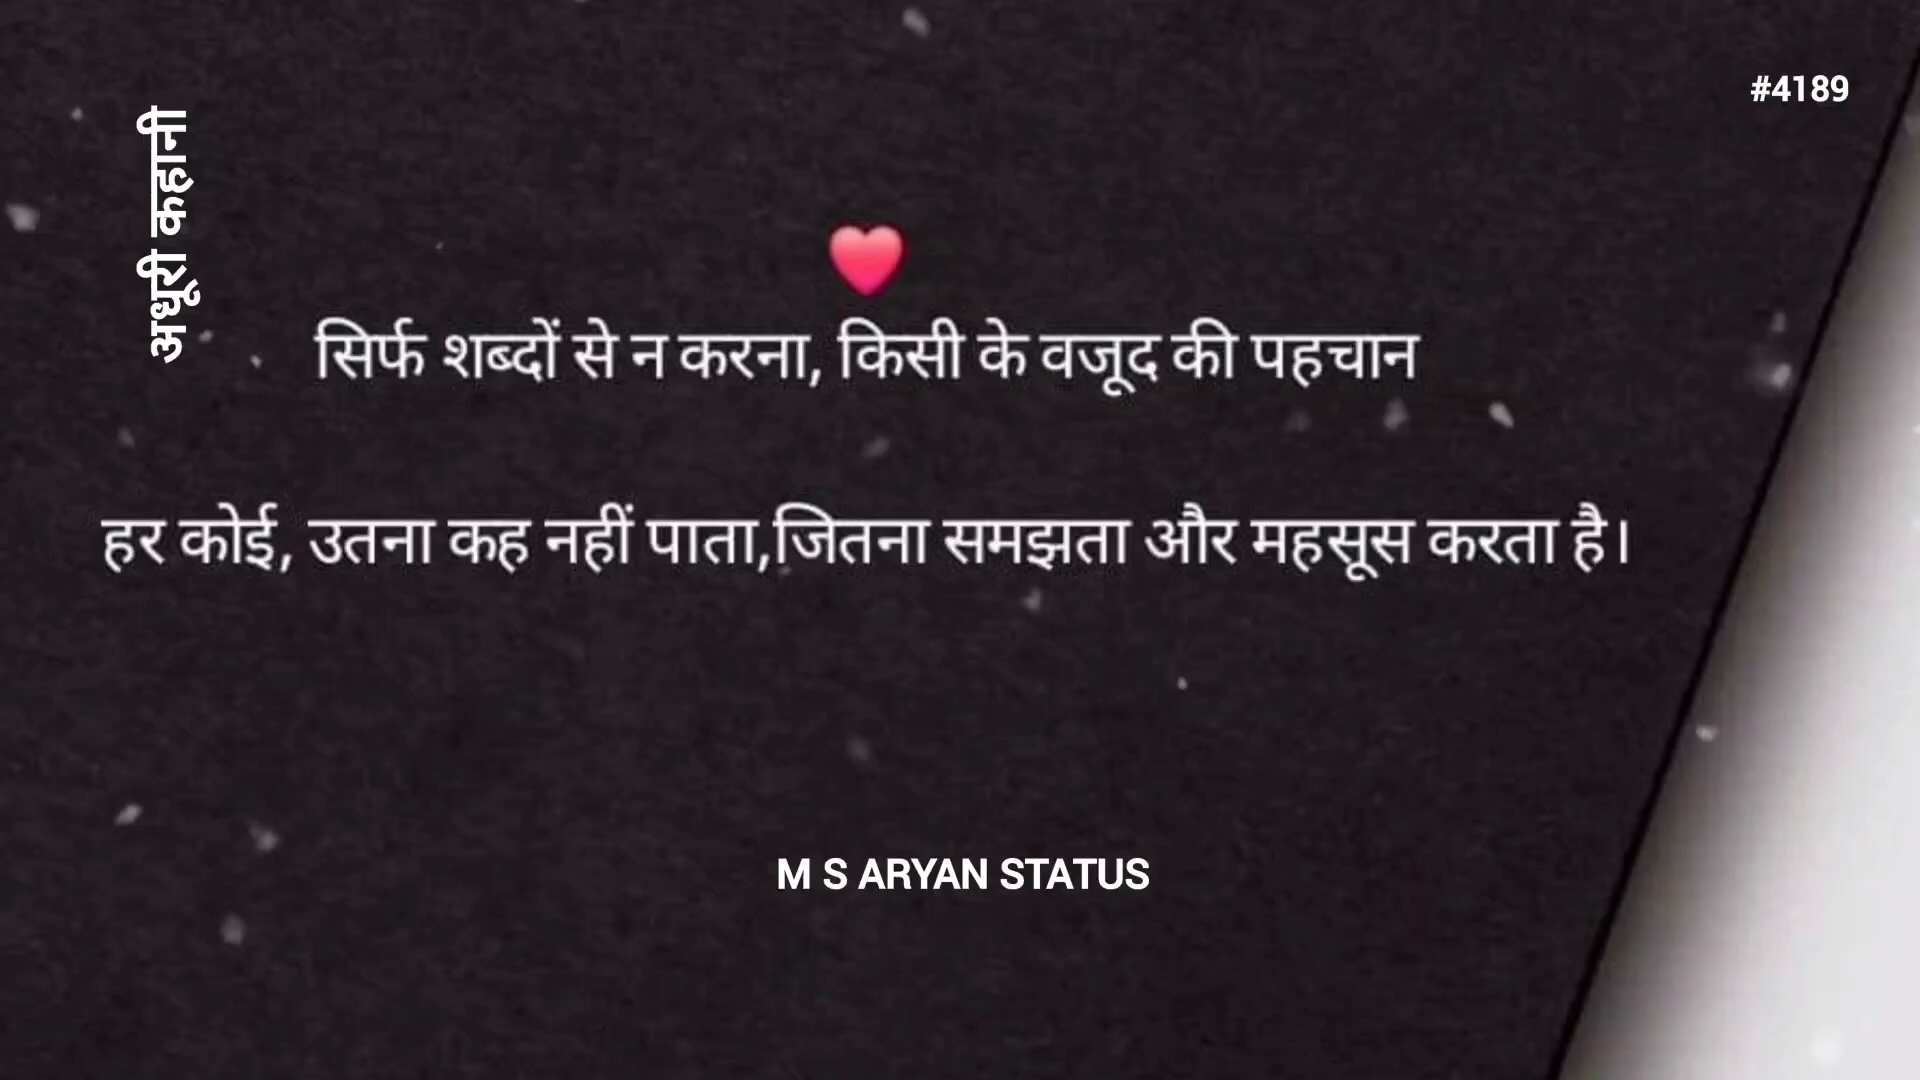 #4189
अधूरी कहानी
❤️
सिर्फ शब्दों से न करना, किसी के वजूद की पहचान
हर कोई, उतना कह नहीं पाता,जितना समझता और महसूस करता है।
M S ARYAN STATUS